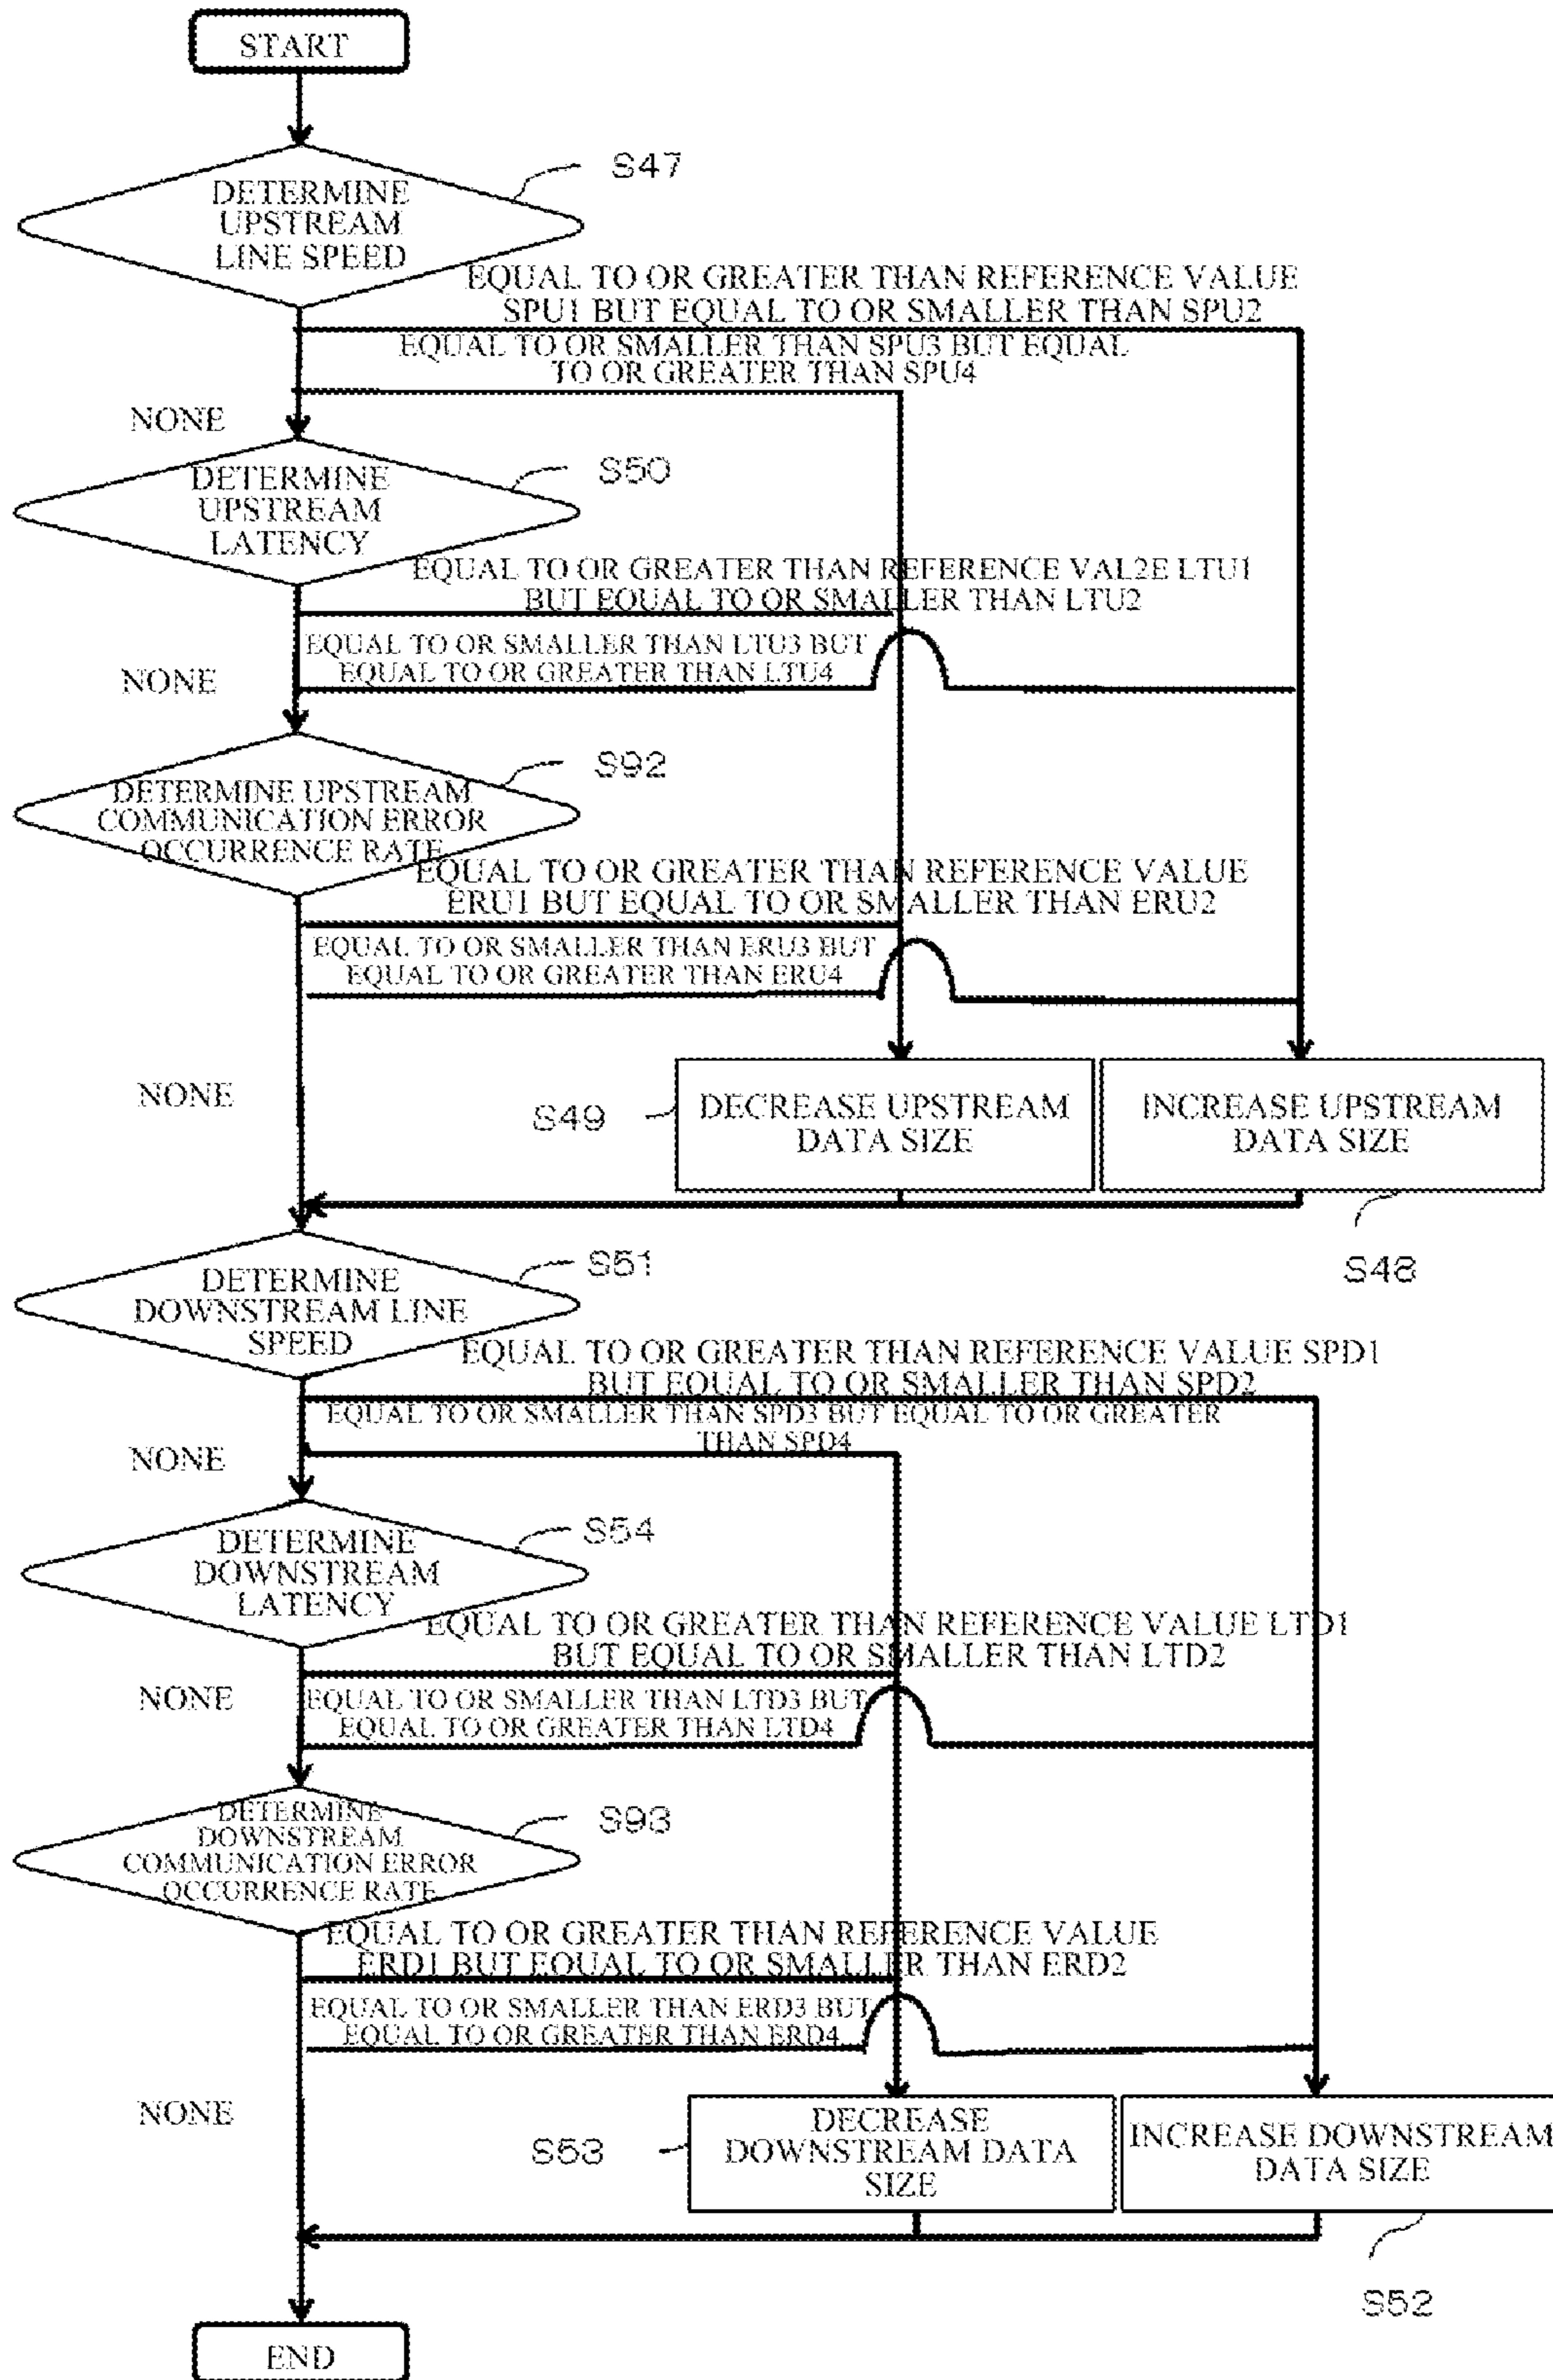 START
S47
DETERMINE
UPSTREAM
LINE SPEED
EQUAL TO OR GREATER THAN REFERENCE VALUE
SPU1 BUT EQUAL TO OR SMALLER THAN SPU2
EQUAL TO OR SMALLER THAN SPU3 BUT EQUAL
TO OR GREATER THAN SPU4
NONE
S50
DETERMINE
UPSTREAM
LATENCY
EQUAL TO OR GREATER THAN REFERENCE VAL2E LTU1
BUT EQUAL TO OR SMALLER THAN LTU2
EQUAL TO OR SMALLER THAN LTU3 BUT
EQUAL TO OR GREATER THAN LTU4
NONE
S92
DETERMINE UPSTREAM
COMMUNICATION ERROR
OCCURRENCE RATE
EQUAL TO OR GREATER THAN REFERENCE VALUE
ERU1 BUT EQUAL TO OR SMALLER THAN ERU2
EQUAL TO OR SMALLER THAN ERU3 BUT
EQUAL TO OR GREATER THAN ERU4
NONE
S49
DECREASE UPSTREAM
DATA SIZE
INCREASE UPSTREAM
DATA SIZE
S48
S51
DETERMINE
DOWNSTREAM LINE
SPEED
EQUAL TO OR GREATER THAN REFERENCE VALUE SPD1
BUT EQUAL TO OR SMALLER THAN SPD2
EQUAL TO OR SMALLER THAN SPD3 BUT EQUAL TO OR GREATER
THAN SPD4
NONE
S54
DETERMINE
DOWNSTREAM
LATENCY
EQUAL TO OR GREATER THAN REFERENCE VALUE LTD1
BUT EQUAL TO OR SMALLER THAN LTD2
NONE
EQUAL TO OR SMALLER THAN LTD3 BUT
EQUAL TO OR GREATER THAN LTD4
S93
DETERMINE
DOWNSTREAM
COMMUNICATION ERROR
OCCURRENCE RATE
EQUAL TO OR GREATER THAN REFERENCE VALUE
ERD1 BUT EQUAL TO OR SMALLER THAN ERD2
EQUAL TO OR SMALLER THAN ERD3 BUT
EQUAL TO OR GREATER THAN ERD4
NONE
S53
DECREASE
DOWNSTREAM DATA
SIZE
INCREASE DOWNSTREAM
DATA SIZE
S52
END